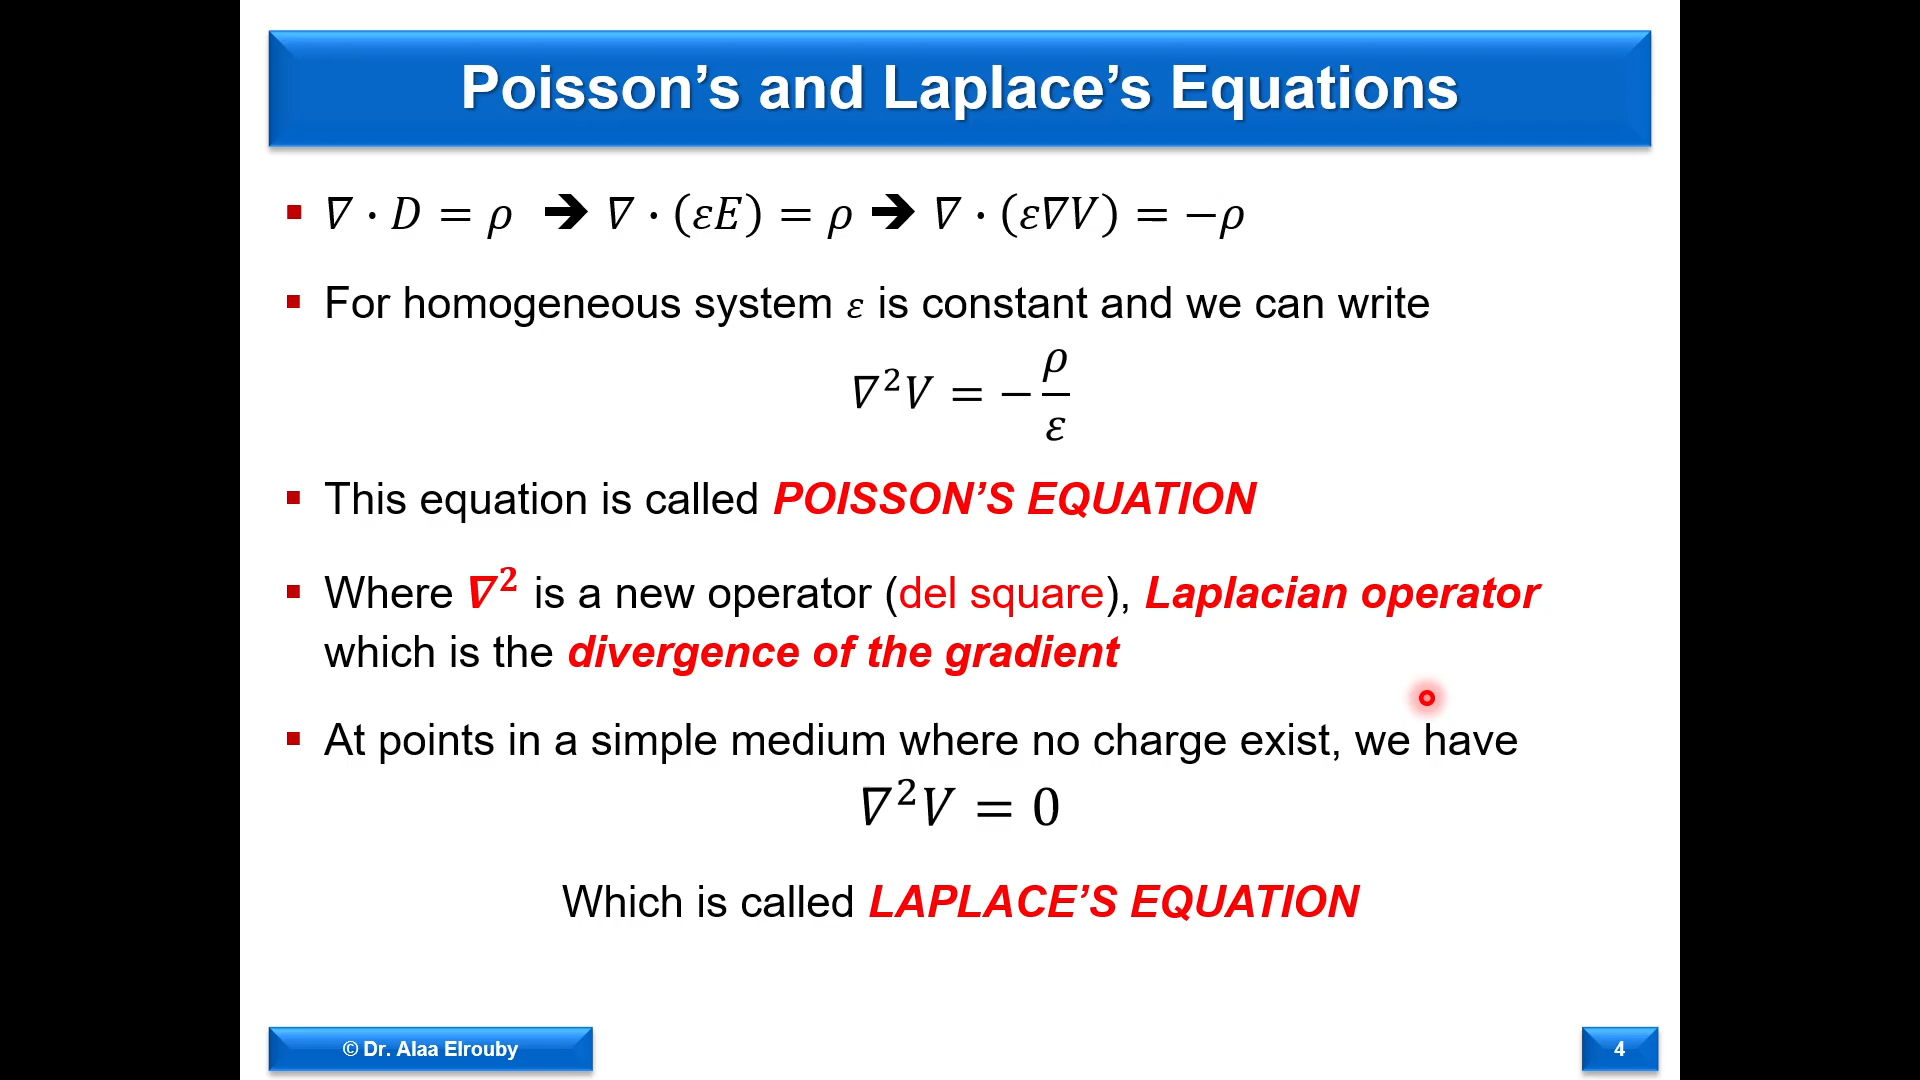 Poisson’s and Laplace’s Equations
▪ ∇ · D = ρ ➔ ∇ · (εE) = ρ ➔ ∇ · (ε∇V) = −ρ
▪ For homogeneous system ε is constant and we can write
∇²V = −ρ/ε
▪ This equation is called POISSON’S EQUATION
▪ Where ∇² is a new operator (del square), Laplacian operator
which is the divergence of the gradient
▪ At points in a simple medium where no charge exist, we have
∇²V = 0
Which is called LAPLACE’S EQUATION
© Dr. Alaa Elrouby
4